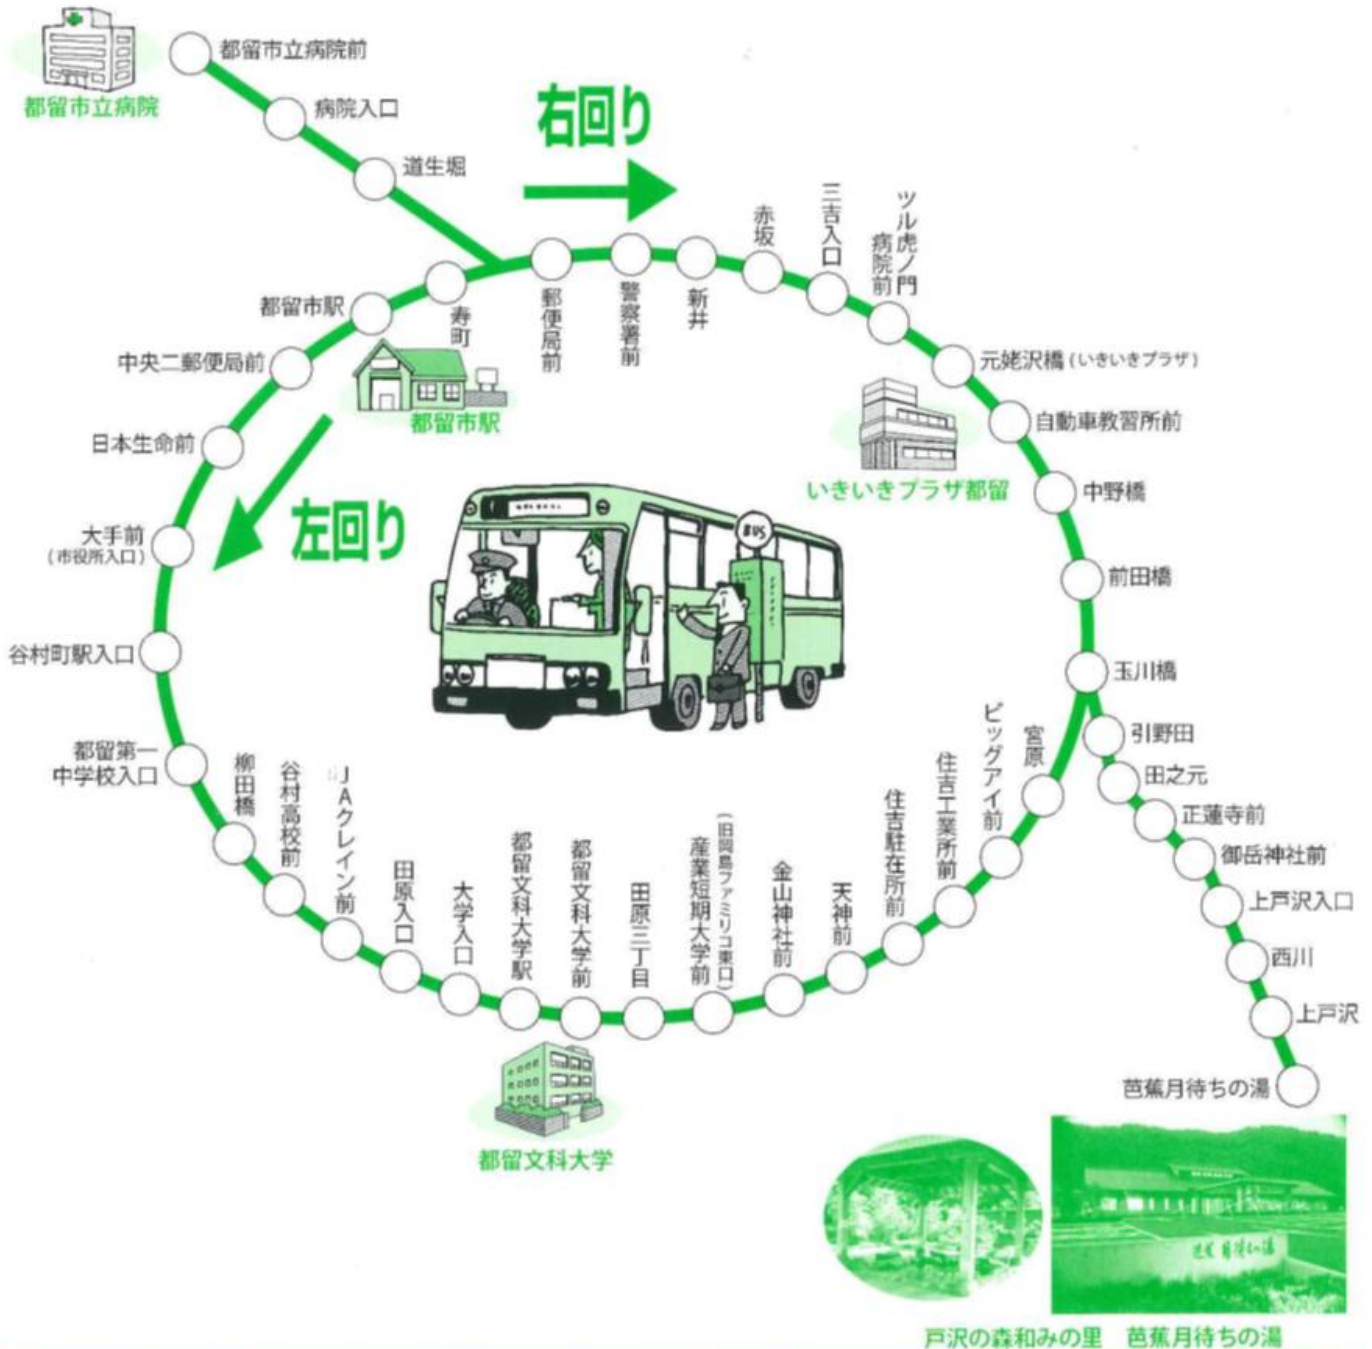 都留市立病院前
都留市立病院
病院入口
道生堀
右回り
郵便局前
警察署前
新井
赤坂
三吉入口
ツル虎ノ門
病院前
元姥沢橋(いきいきプラザ)
自動車教習所前
いきいきプラザ都留
中野橋
前田橋
玉川橋
引野田
田之元
正蓮寺前
御岳神社前
上戸沢入口
西川
上戸沢
芭蕉月待ちの湯
寿町
都留市駅
都留市駅
中央二郵便局前
日本生命前
左回り
大手前
(市役所入口)
谷村町駅入口
都留第一
中学校入口
柳田橋
谷村高校前
JAクレイン前
田原入口
大学入口
都留文科大学駅
都留文科大学前
田原三丁目
(旧岡島ファミリコ東口)
産業短期大学前
金山神社前
天神前
住吉駐在所前
住吉工業所前
ビッグアイ前
宮原
BUS
都留文科大学
芭蕉月待ちの湯
戸沢の森和みの里 芭蕉月待ちの湯